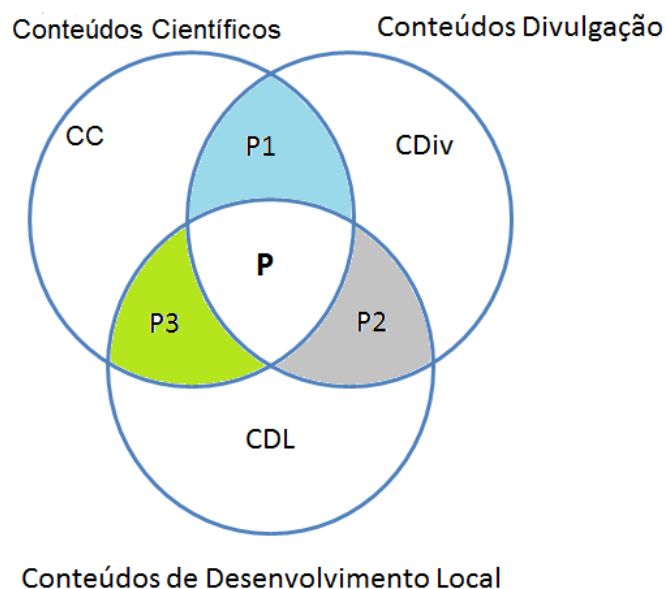 Conteúdos Científicos
Conteúdos Divulgação
CC
P1
CDiv
P
P3
P2
CDL
Conteúdos de Desenvolvimento Local